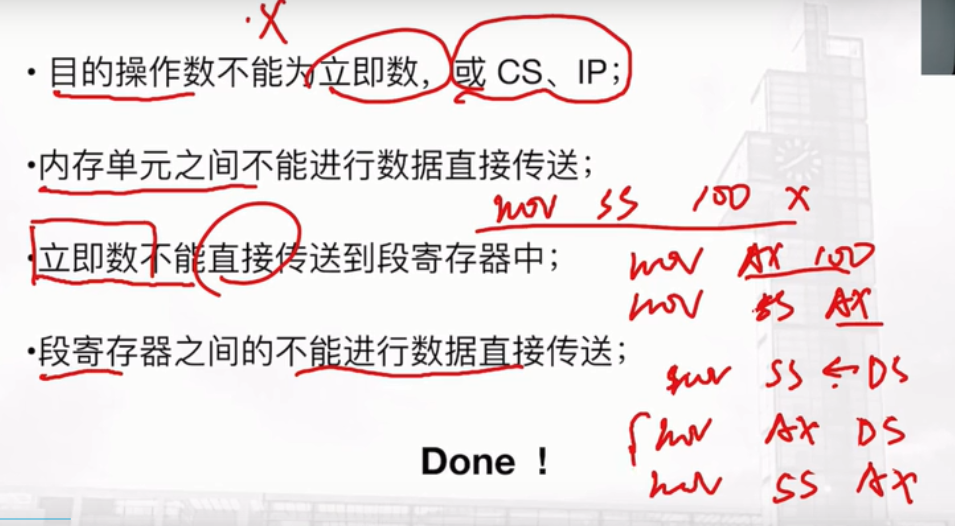 · X
• 目的操作数不能为立即数，或 CS、IP；
•内存单元之间不能进行数据直接传送；
mov SS 100 X
•立即数不能直接传送到段寄存器中；
mov AX 100
mov SS AX
•段寄存器之间的不能进行数据直接传送；
mov SS ← DS
mov AX DS
mov SS AX
Done ！